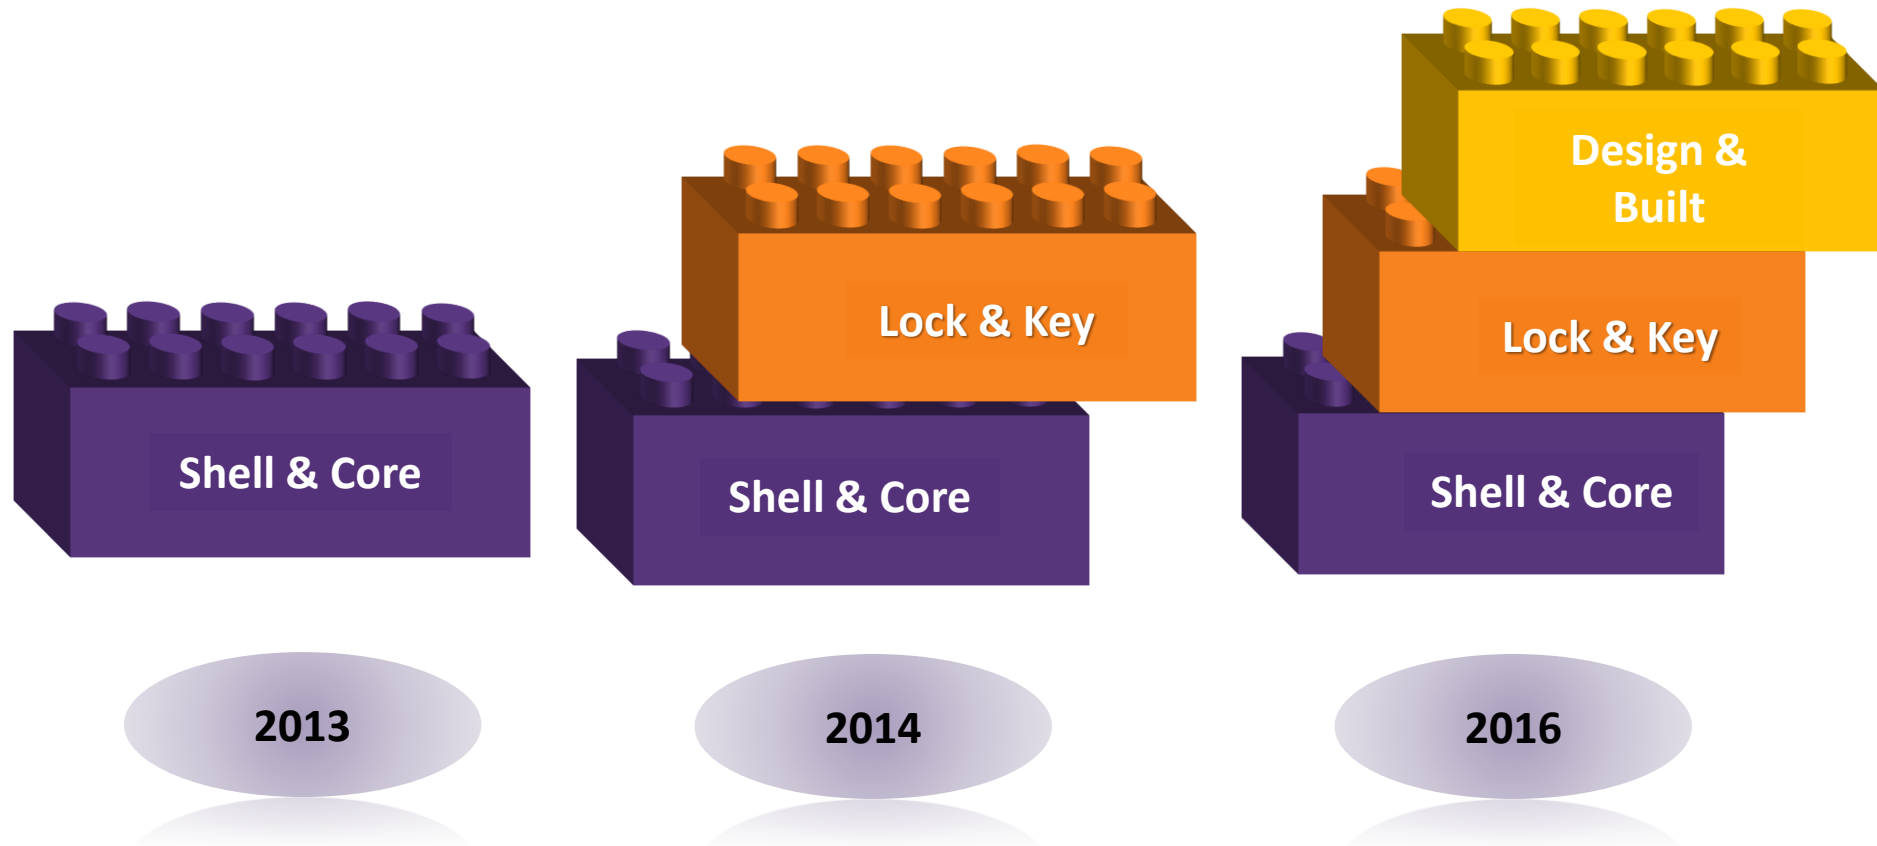 Shell & Core
2013
Lock & Key
Shell & Core
2014
Design &
Built
Lock & Key
Shell & Core
2016